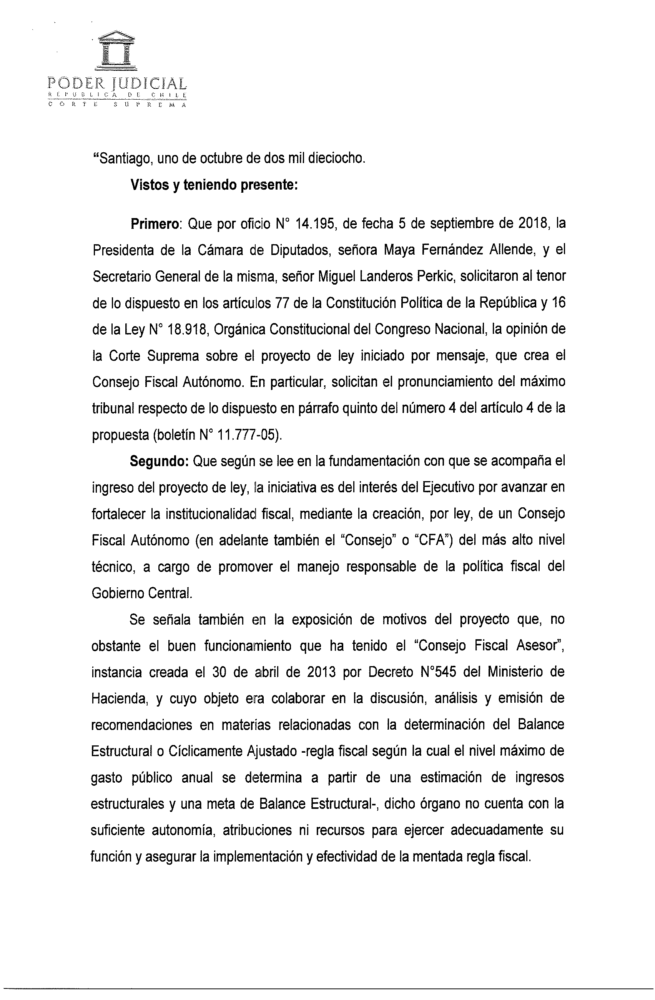 PODER JUDICIAL
REPUBLICA DE CHILE
CORTE SUPREMA
“Santiago, uno de octubre de dos mil dieciocho.
Vistos y teniendo presente:
Primero: Que por oficio N° 14.195, de fecha 5 de septiembre de 2018, la
Presidenta de la Cámara de Diputados, señora Maya Fernández Allende, y el
Secretario General de la misma, señor Miguel Landeros Perkic, solicitaron al tenor
de lo dispuesto en los artículos 77 de la Constitución Política de la República y 16
de la Ley N° 18.918, Orgánica Constitucional del Congreso Nacional, la opinión de
la Corte Suprema sobre el proyecto de ley iniciado por mensaje, que crea el
Consejo Fiscal Autónomo. En particular, solicitan el pronunciamiento del máximo
tribunal respecto de lo dispuesto en párrafo quinto del número 4 del artículo 4 de la
propuesta (boletín N° 11.777-05).
Segundo: Que según se lee en la fundamentación con que se acompaña el
ingreso del proyecto de ley, la iniciativa es del interés del Ejecutivo por avanzar en
fortalecer la institucionalidad fiscal, mediante la creación, por ley, de un Consejo
Fiscal Autónomo (en adelante también el “Consejo” o “CFA”) del más alto nivel
técnico, a cargo de promover el manejo responsable de la política fiscal del
Gobierno Central.
Se señala también en la exposición de motivos del proyecto que, no
obstante el buen funcionamiento que ha tenido el “Consejo Fiscal Asesor”,
instancia creada el 30 de abril de 2013 por Decreto N°545 del Ministerio de
Hacienda, y cuyo objeto era colaborar en la discusión, análisis y emisión de
recomendaciones en materias relacionadas con la determinación del Balance
Estructural o Cíclicamente Ajustado -regla fiscal según la cual el nivel máximo de
gasto público anual se determina a partir de una estimación de ingresos
estructurales y una meta de Balance Estructural-, dicho órgano no cuenta con la
suficiente autonomía, atribuciones ni recursos para ejercer adecuadamente su
función y asegurar la implementación y efectividad de la mentada regla fiscal.